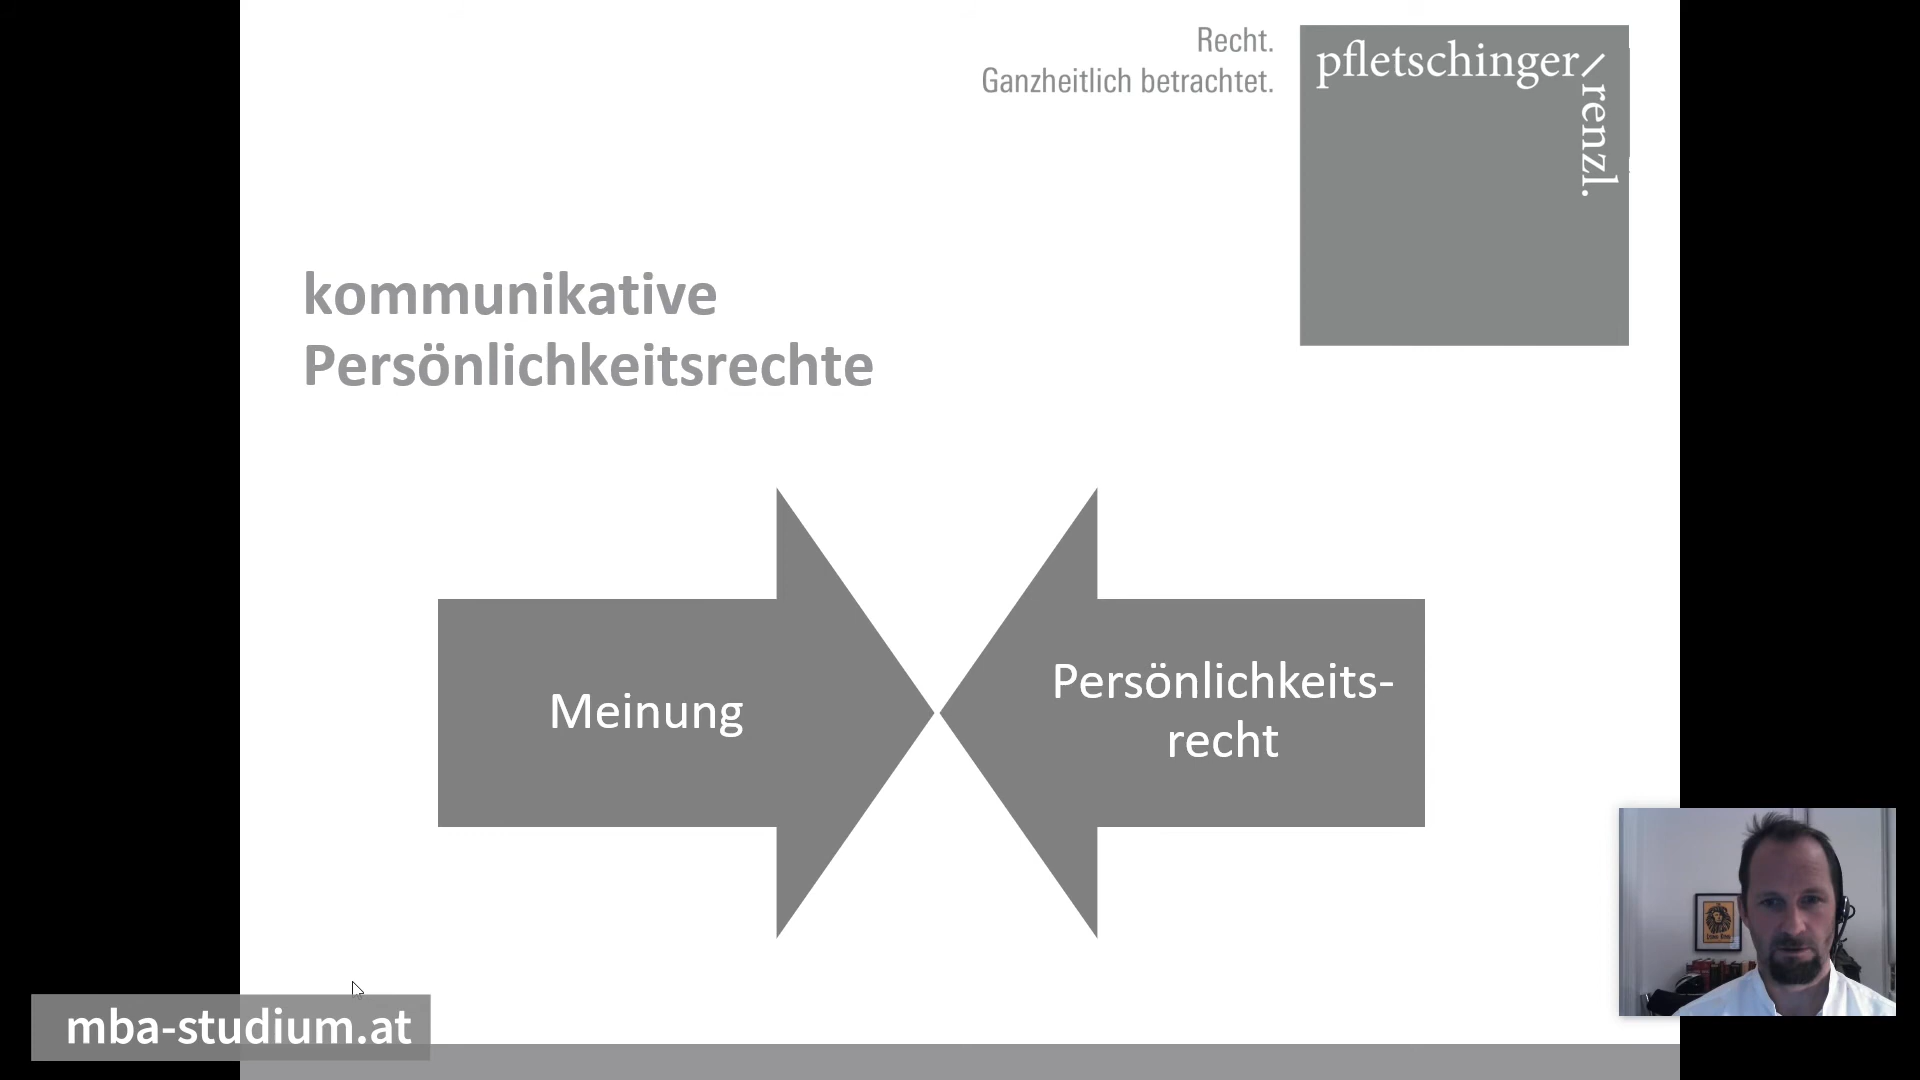 Recht.
Ganzheitlich betrachtet.
pfletschinger/
renzl.
kommunikative
Persönlichkeitsrechte
Meinung
Persönlichkeits-
recht
mba-studium.at